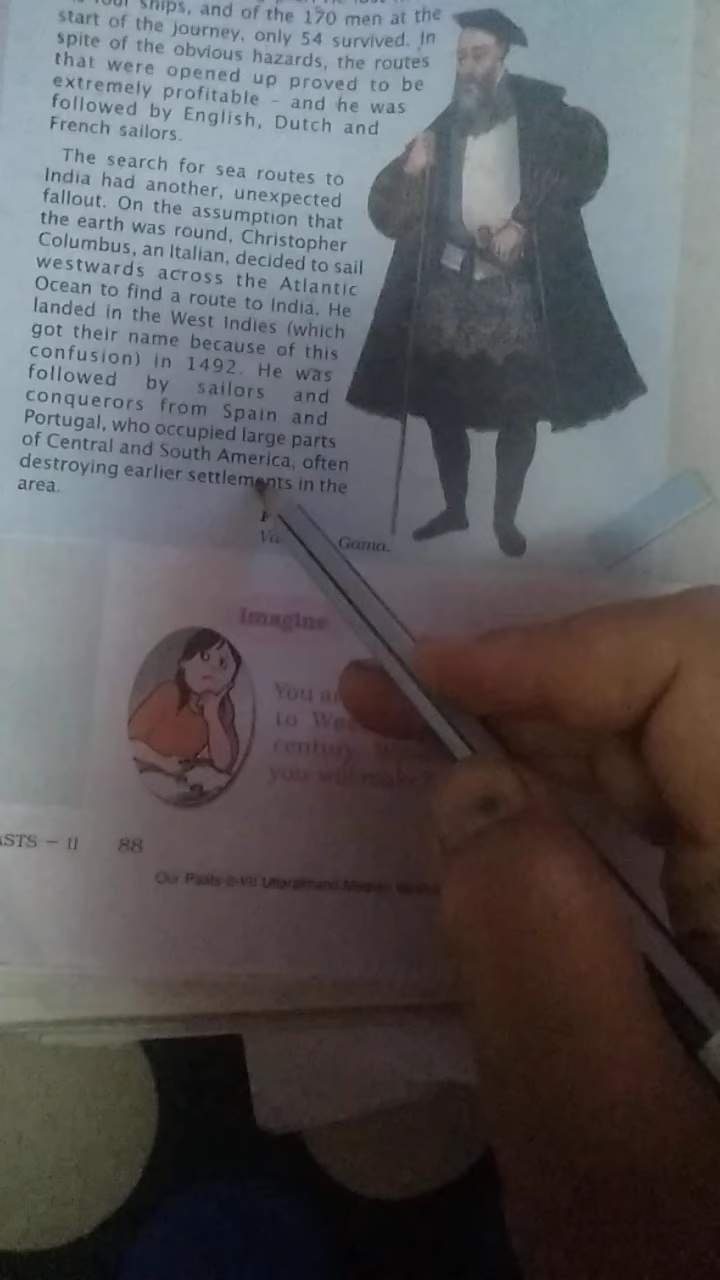 ships, and of the 170 men at the
start of the journey, only 54 survived. In
spite of the obvious hazards, the routes
that were opened up proved to be
extremely profitable – and he was
followed by English, Dutch and
French sailors.
The search for sea routes to
India had another, unexpected
fallout. On the assumption that
the earth was round, Christopher
Columbus, an Italian, decided to sail
westwards across the Atlantic
Ocean to find a route to India. He
landed in the West Indies (which
got their name because of this
confusion) in 1492. He was
followed by sailors and
conquerors from Spain and
Portugal, who occupied large parts
of Central and South America, often
destroying earlier settlements in the
area.
Gama.
Imagine
You
to
century.
you
ASTS – II 88
Our Pasts-2-VII Uttarakhand